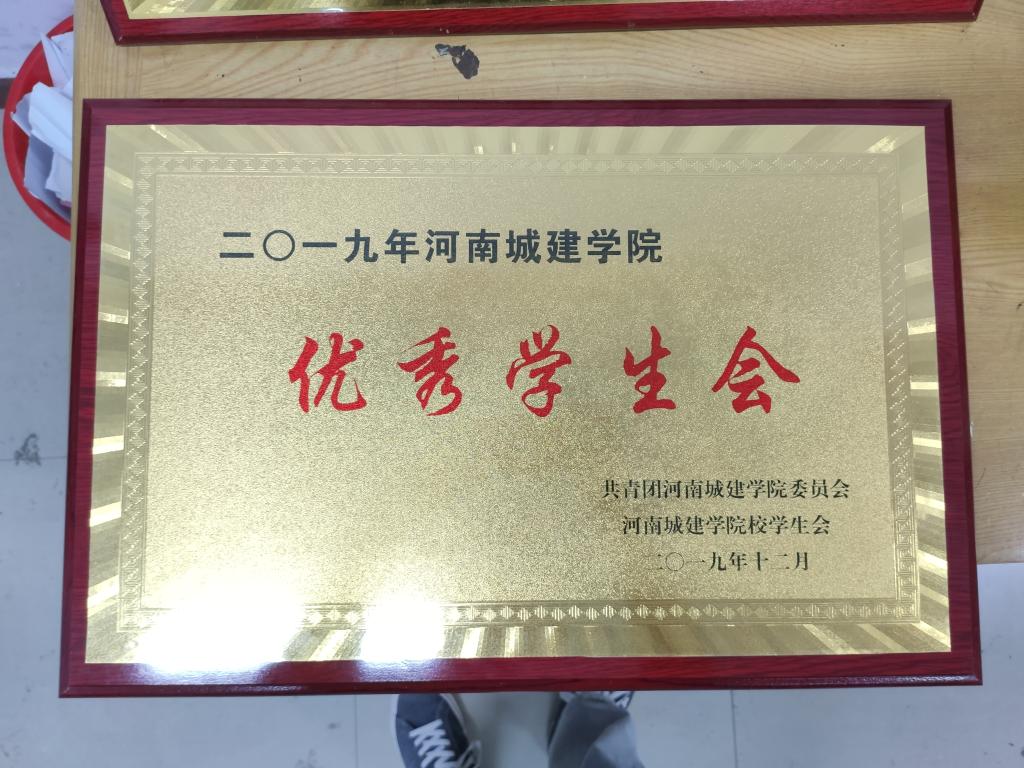 二〇一九年河南城建学院
优秀学生会
共青团河南城建学院委员会
河南城建学院校学生会
二〇一九年十二月